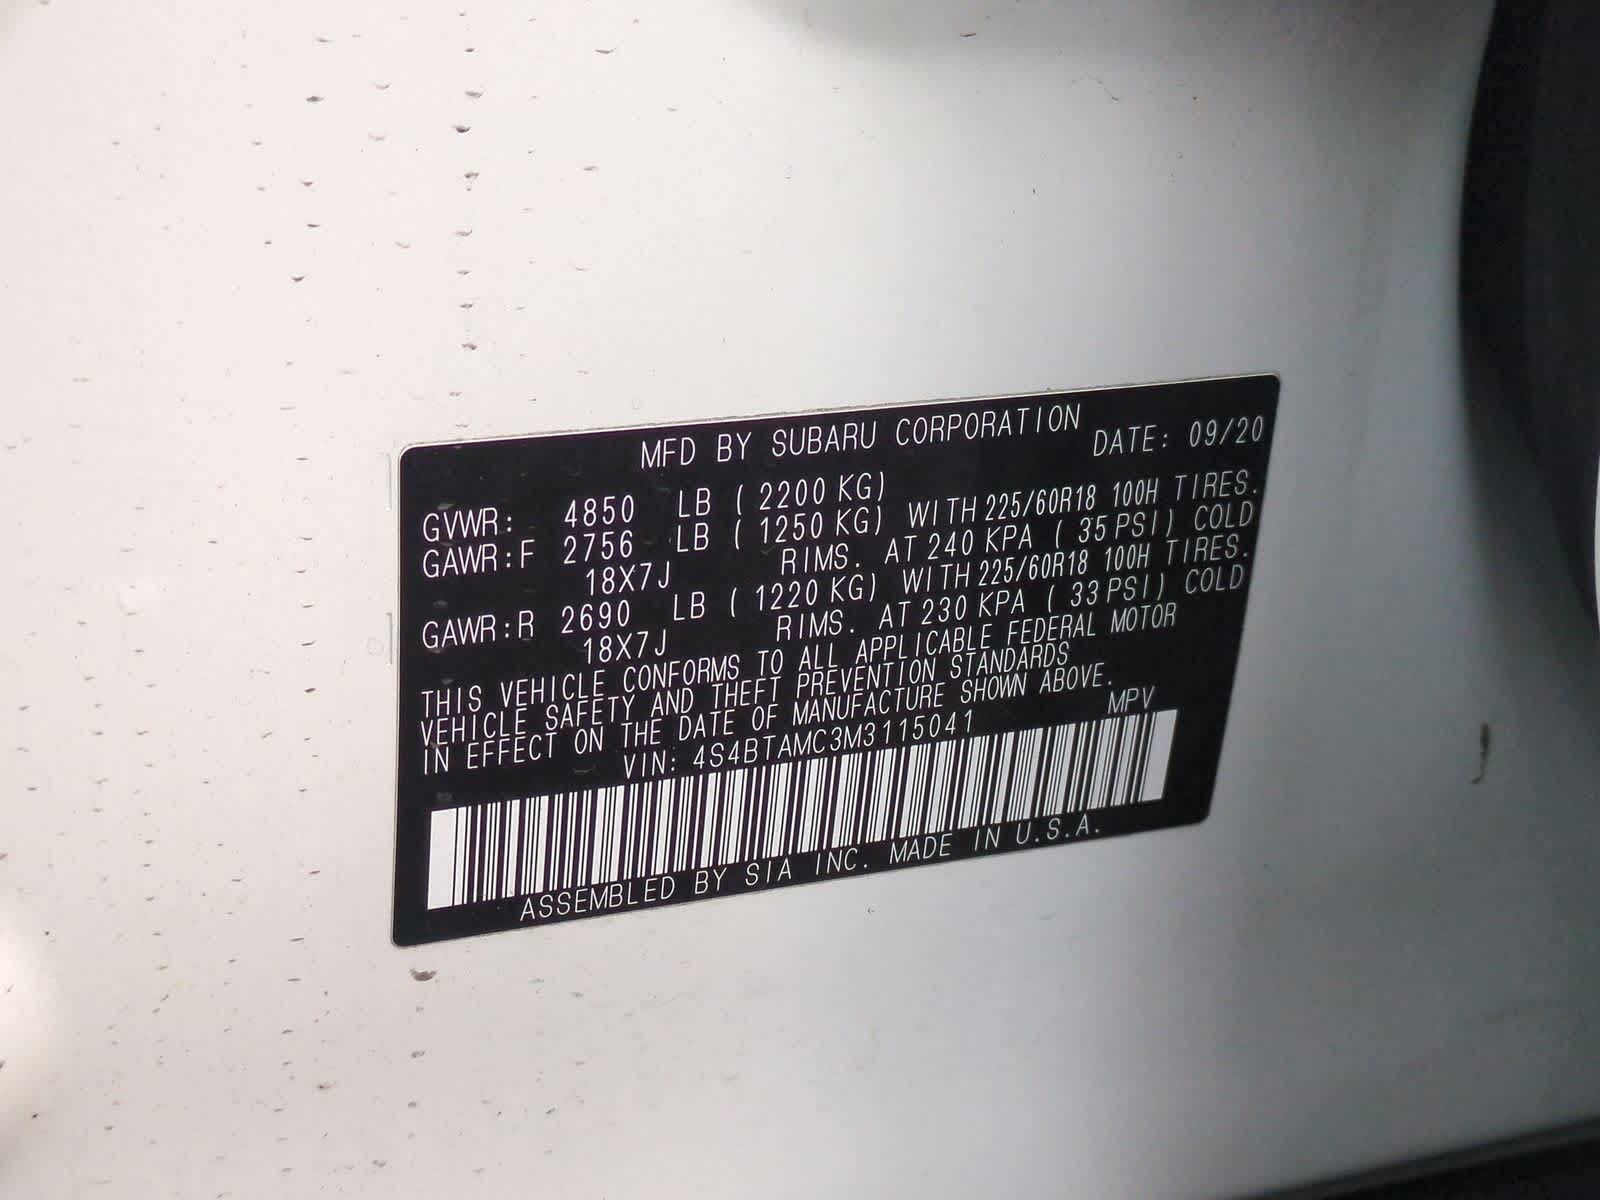 MFD BY SUBARU CORPORATION DATE: 09/20
GVWR: 4850 LB ( 2200 KG)
GAWR:F 2756 LB ( 1250 KG) WITH 225/60R18 100H TIRES.
18X7J RIMS. AT 240 KPA ( 35 PSI) COLD
GAWR:R 2690 LB ( 1220 KG) WITH 225/60R18 100H TIRES.
18X7J RIMS. AT 230 KPA ( 33 PSI) COLD
THIS VEHICLE CONFORMS TO ALL APPLICABLE FEDERAL MOTOR
VEHICLE SAFETY AND THEFT PREVENTION STANDARDS
IN EFFECT ON THE DATE OF MANUFACTURE SHOWN ABOVE.
VIN: 4S4BTAMC3M3115041 MPV
ASSEMBLED BY SIA INC. MADE IN U.S.A.